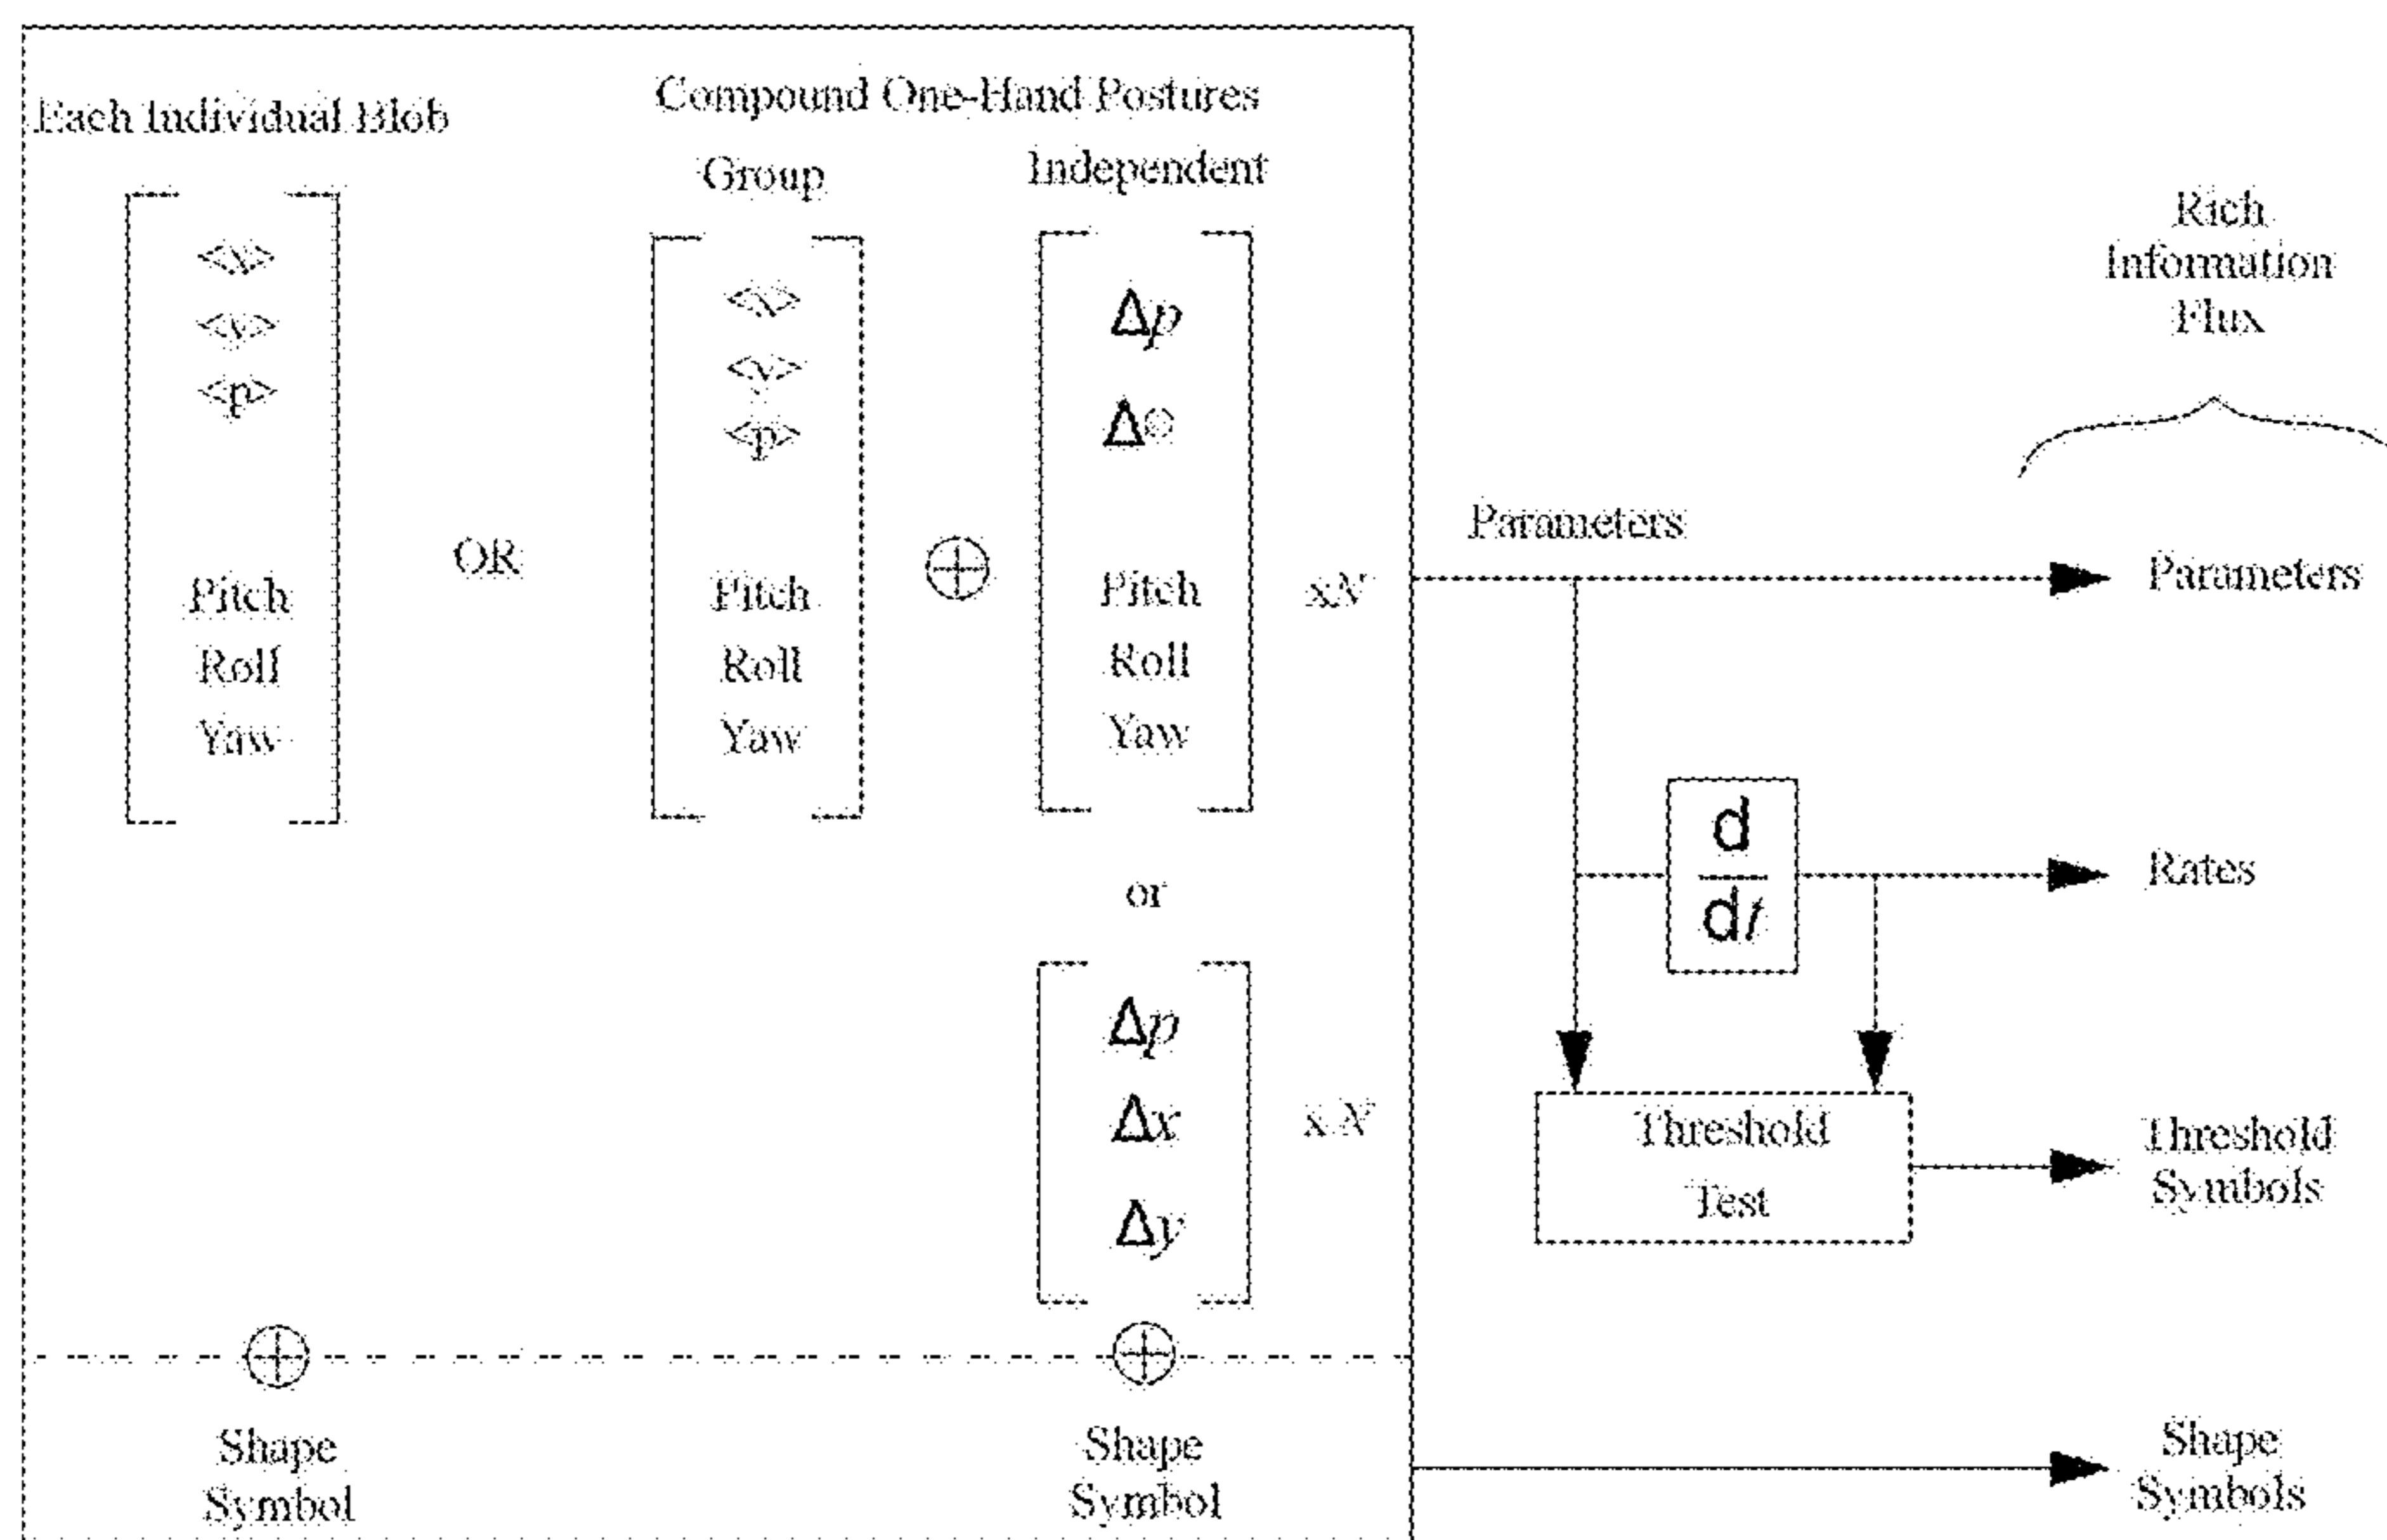 Each Individual Blob
<x>
<y>
<p>
Pitch
Roll
Yaw
OR
Compound One-Hand Postures
Group
<x>
<y>
<p>
Pitch
Roll
Yaw
⊕
Independent
Δp
Pitch
Roll
Yaw
xN
or
Δp
Δx
Δy
xN
⊕
Shape
Symbol
⊕
Shape
Symbol
Parameters
d
dt
Threshold
Test
Rich
Information
Flux
Parameters
Rates
Threshold
Symbols
Shape
Symbols